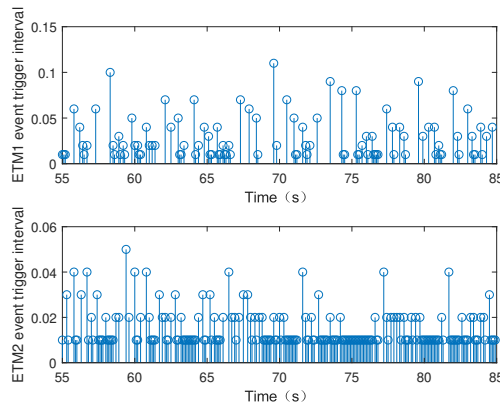 ETM1 event trigger interval
0.15
0.1
0.05
0
55 60 65 70 75 80 85
Time（s）
ETM2 event trigger interval
0.06
0.04
0.02
0
55 60 65 70 75 80 85
Time（s）